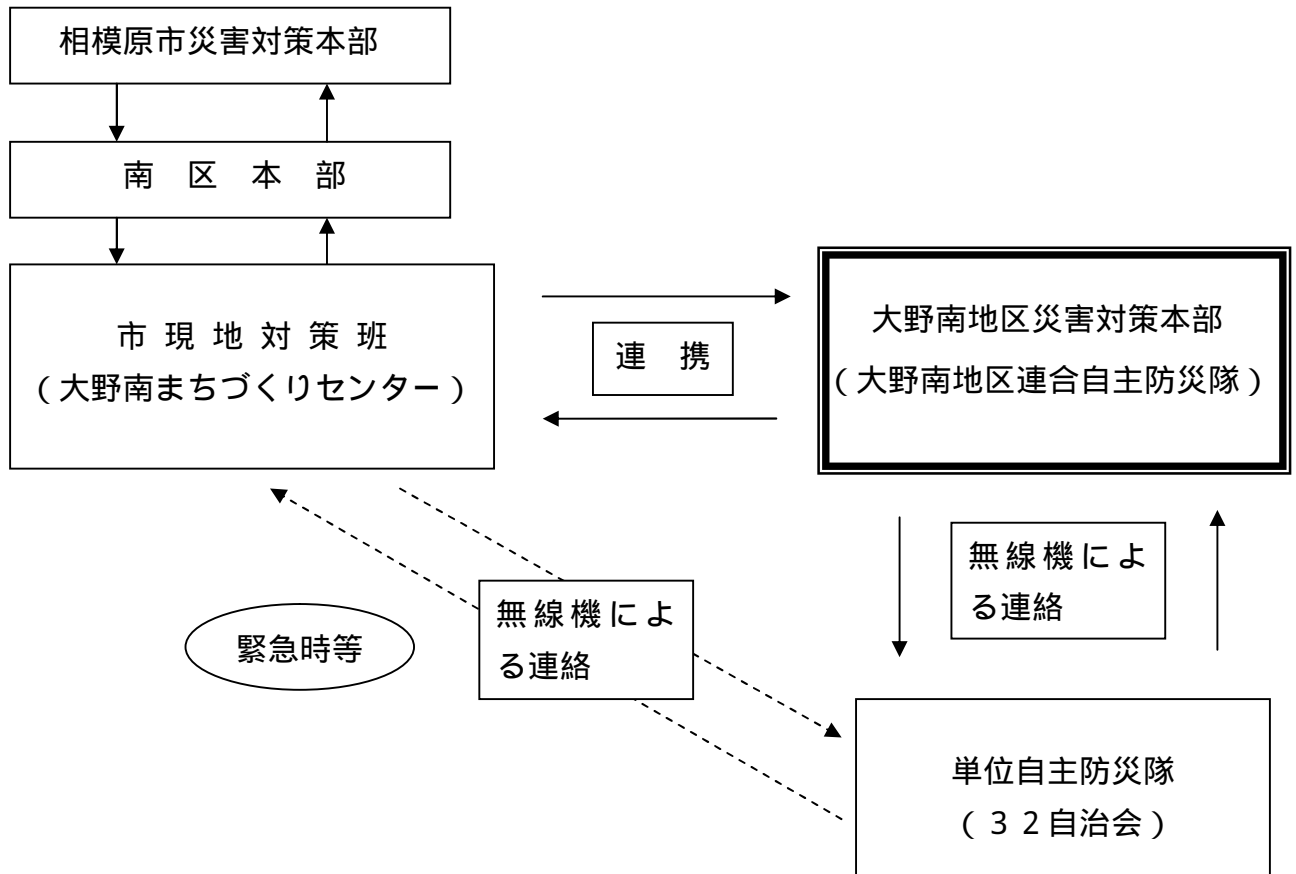 相模原市災害対策本部
南　区　本　部
市 現 地 対 策 班
（大野南まちづくりセンター）
連　携
大野南地区災害対策本部
（大野南地区連合自主防災隊）
無線機によ
る連絡
緊急時等
無線機によ
る連絡
単位自主防災隊
（３２自治会）